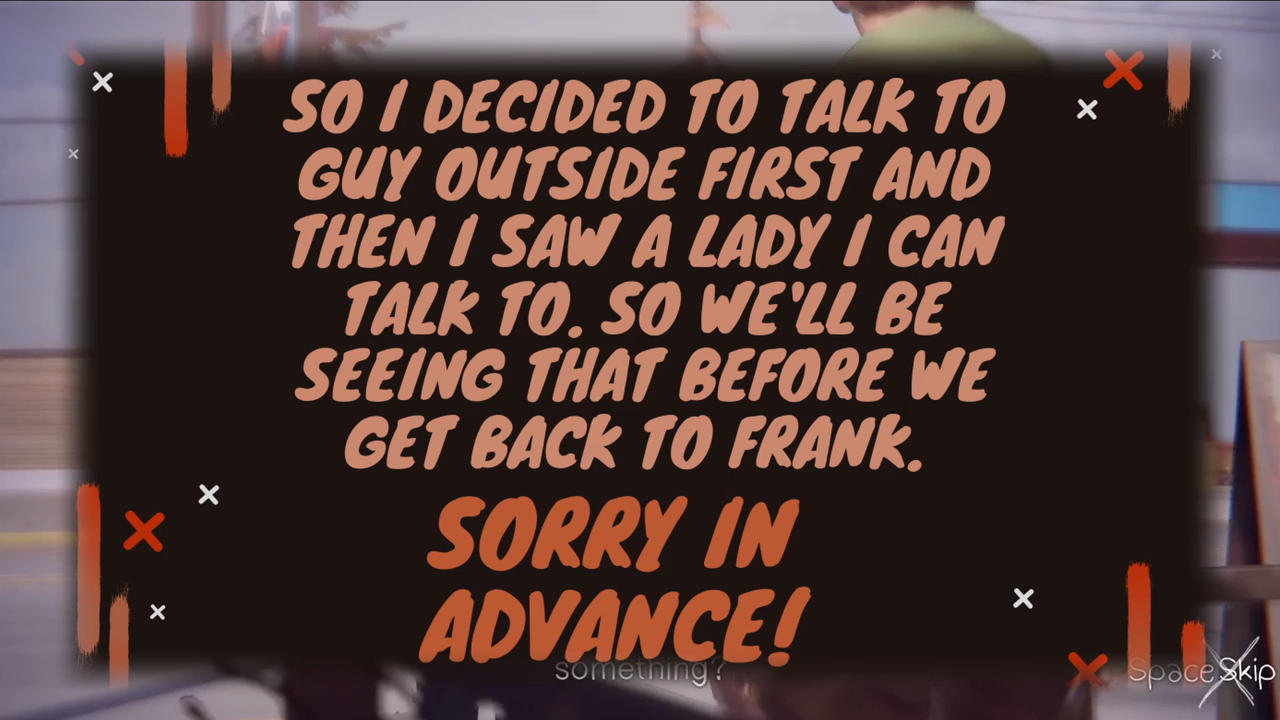 SO I DECIDED TO TALK TO
GUY OUTSIDE FIRST AND
THEN I SAW A LADY I CAN
TALK TO. SO WE'LL BE
SEEING THAT BEFORE WE
GET BACK TO FRANK.
SORRY IN
ADVANCE!
something?
SpaceSkip